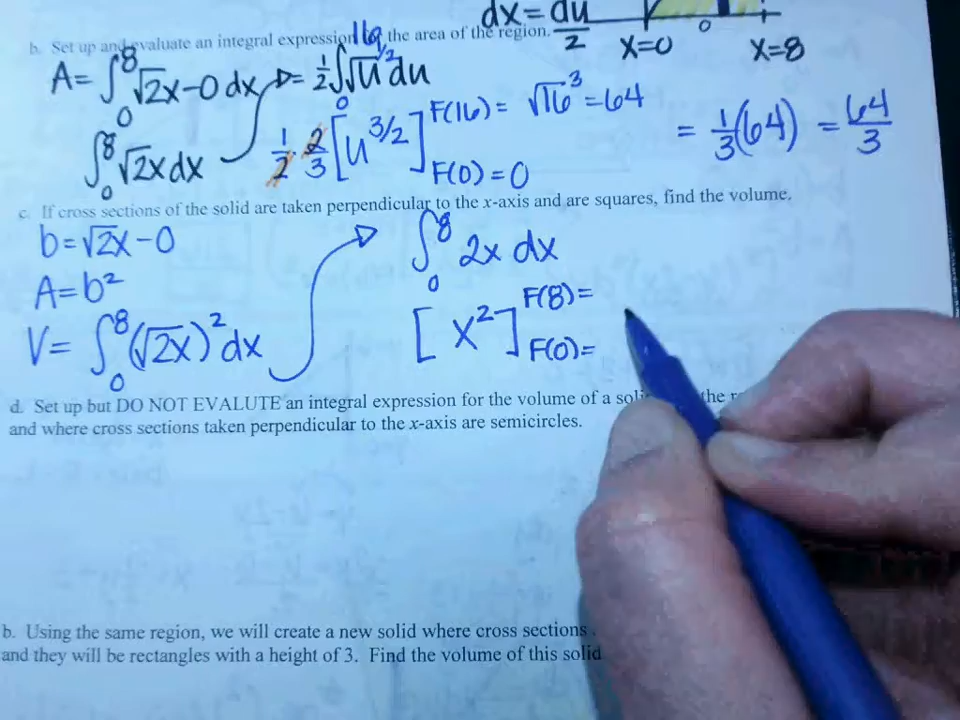 dx = du/2
0
x=0 x=8
b. Set up and evaluate an integral expression for the area of the region.
A = ∫₀⁸ √2x - 0 dx = 1/2 ∫₀¹⁶ √u^1/2 du
∫₀⁸ √2x dx 1/2 · 2/3 [u^3/2] F(16) = √16³ = 64 F(0) = 0 = 1/3(64) = 64/3
c. If cross sections of the solid are taken perpendicular to the x-axis and are squares, find the volume.
b = √2x - 0
A = b²
V = ∫₀⁸ (√2x)² dx
∫₀⁸ 2x dx
[x²] F(8) = F(0) =
d. Set up but DO NOT EVALUTE an integral expression for the volume of a soli the r
and where cross sections taken perpendicular to the x-axis are semicircles.
b. Using the same region, we will create a new solid where cross sections
and they will be rectangles with a height of 3. Find the volume of this solid